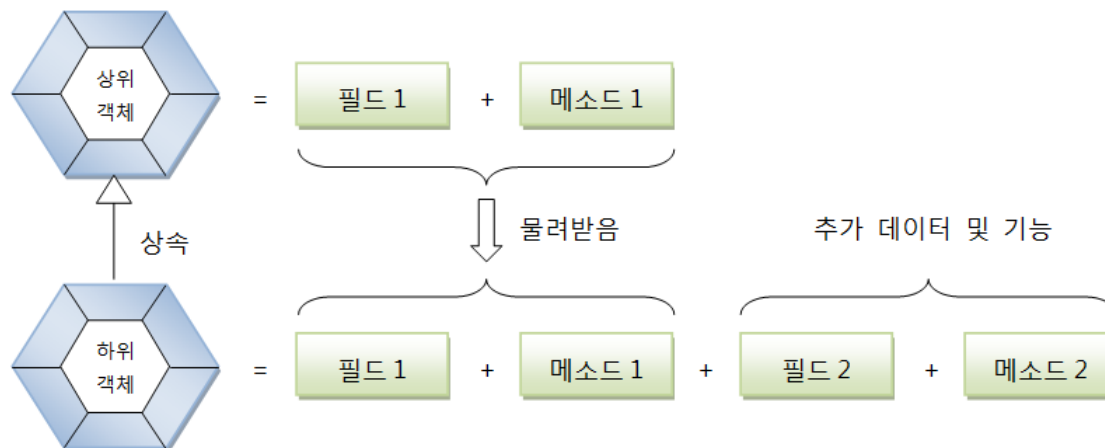 상위
객체
= 필드 1 + 메소드 1
상속
물려받음
추가 데이터 및 기능
하위
객체
= 필드 1 + 메소드 1 + 필드 2 + 메소드 2